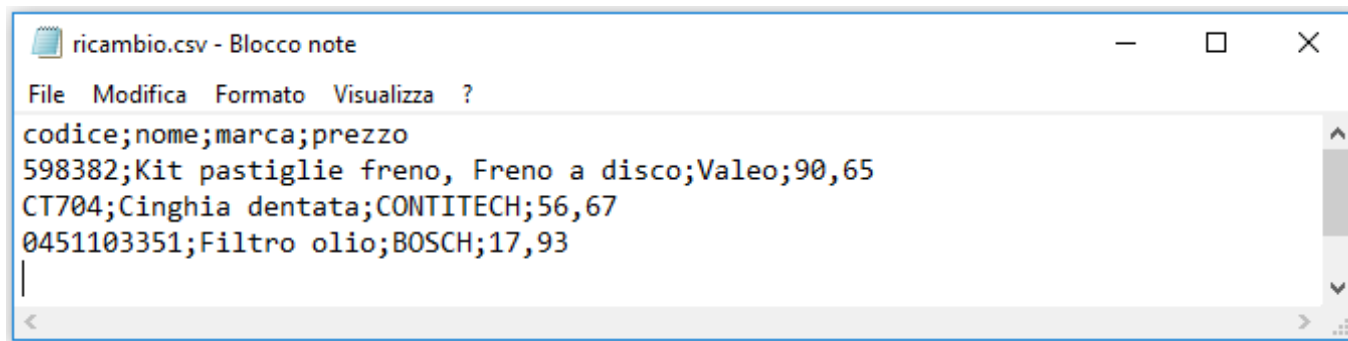 ricambio.csv - Blocco note
File Modifica Formato Visualizza ?
codice;nome;marca;prezzo
598382;Kit pastiglie freno, Freno a disco;Valeo;90,65
CT704;Cinghia dentata;CONTITECH;56,67
0451103351;Filtro olio;BOSCH;17,93